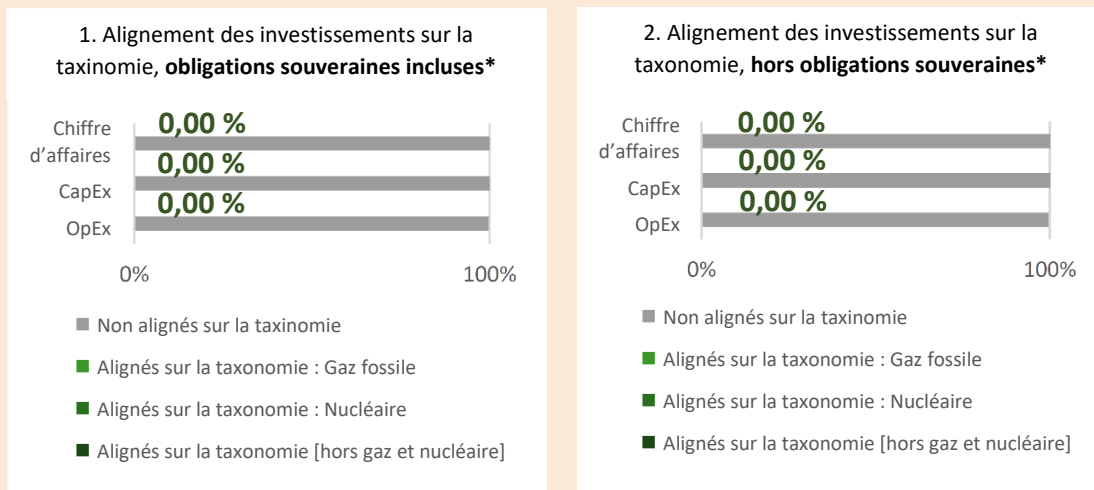 1. Alignement des investissements sur la
taxinomie, obligations souveraines incluses*
Chiffre
d’affaires
0,00 %
CapEx
0,00 %
OpEx
0,00 %
0%
100%
Non alignés sur la taxinomie
Alignés sur la taxonomie : Gaz fossile
Alignés sur la taxonomie : Nucléaire
Alignés sur la taxonomie [hors gaz et nucléaire]
2. Alignement des investissements sur la
taxonomie, hors obligations souveraines*
Chiffre
d’affaires
0,00 %
CapEx
0,00 %
OpEx
0,00 %
0%
100%
Non alignés sur la taxinomie
Alignés sur la taxonomie : Gaz fossile
Alignés sur la taxonomie : Nucléaire
Alignés sur la taxonomie [hors gaz et nucléaire]